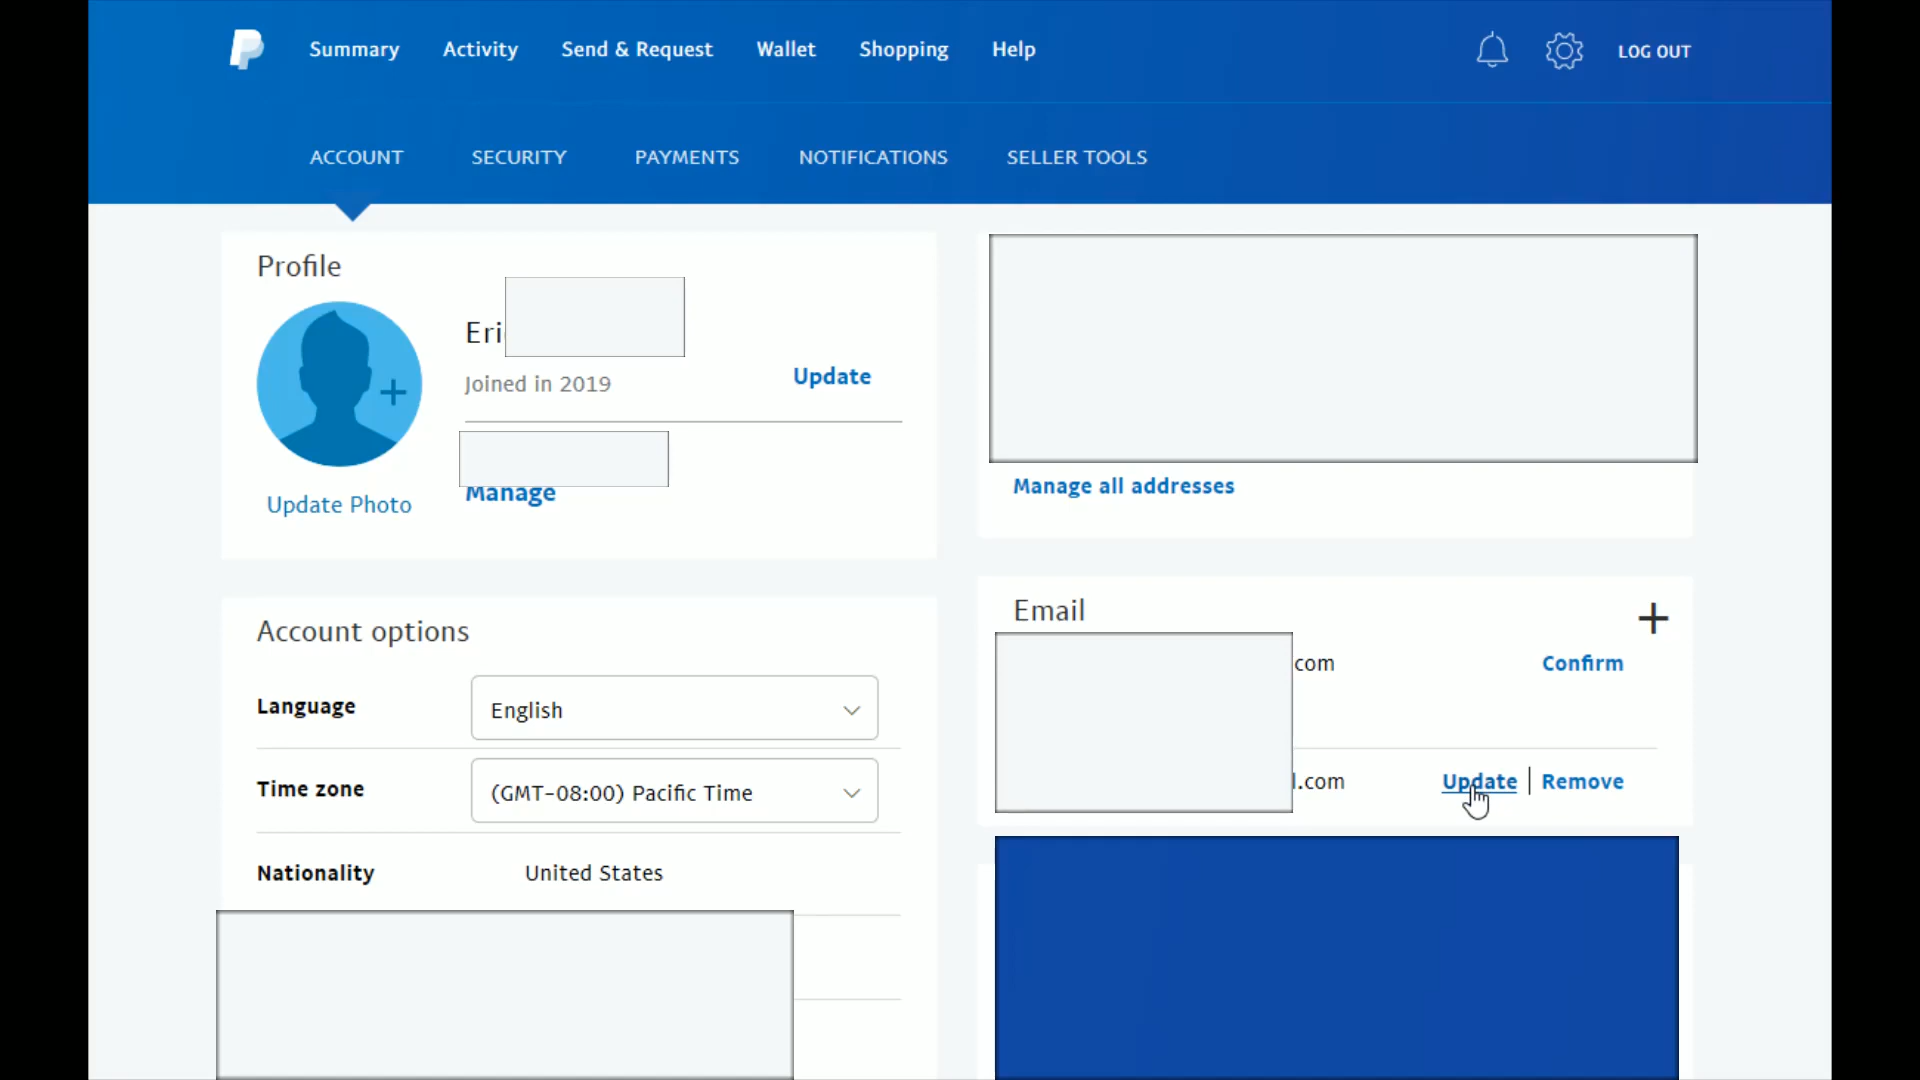 Summary Activity Send & Request Wallet Shopping Help LOG OUT
ACCOUNT SECURITY PAYMENTS NOTIFICATIONS SELLER TOOLS
Profile
Eri
Joined in 2019
Update
Manage
Update Photo
Manage all addresses
Account options
Language English
Time zone (GMT-08:00) Pacific Time
Nationality United States
Email
com Confirm
l.com Update | Remove